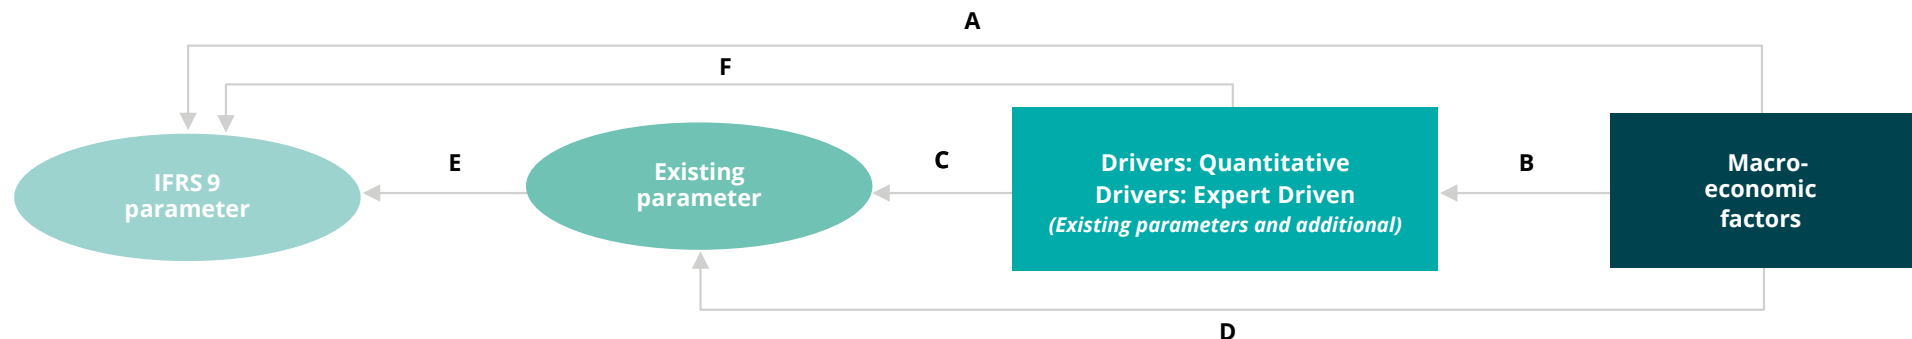 A
F
IFRS 9
parameter
E
Existing
parameter
C
Drivers: Quantitative
Drivers: Expert Driven
(Existing parameters and additional)
B
Macro-
economic
factors
D